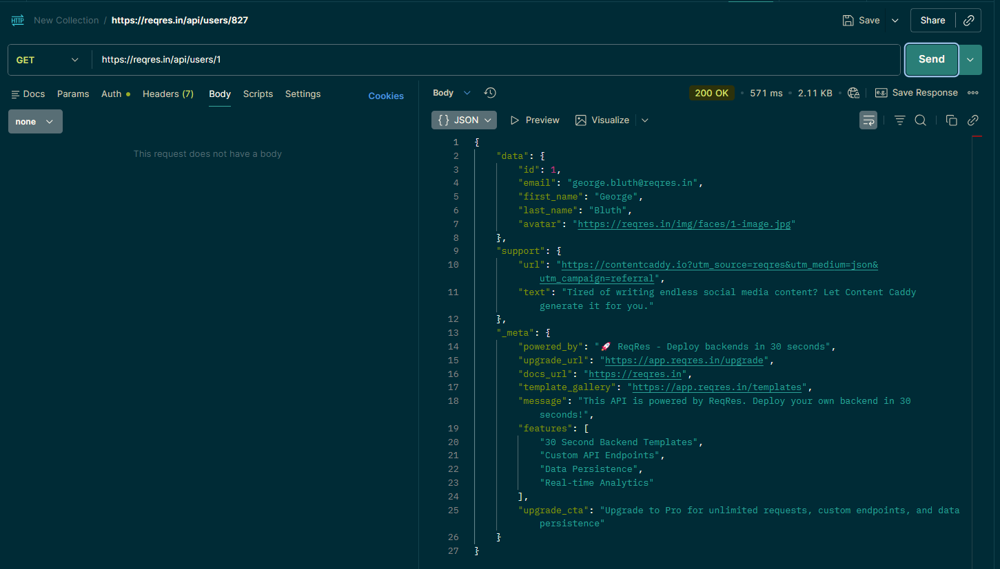 HTTP New Collection / https://reqres.in/api/users/827 Save Share
GET https://reqres.in/api/users/1 Send
Docs Params Auth Headers (7) Body Scripts Settings Cookies
none
This request does not have a body
Body 200 OK • 571 ms • 2.11 KB • e.g. Save Response
{ } JSON Preview Visualize
1 {
2 "data": {
3 "id": 1,
4 "email": "george.bluth@reqres.in",
5 "first_name": "George",
6 "last_name": "Bluth",
7 "avatar": "https://reqres.in/img/faces/1-image.jpg"
8 },
9 "support": {
10 "url": "https://contentcaddy.io?utm_source=reqres&utm_medium=json&
utm_campaign=referral",
11 "text": "Tired of writing endless social media content? Let Content Caddy
generate it for you."
12 },
13 "_meta": {
14 "powered_by": "🚀 ReqRes - Deploy backends in 30 seconds",
15 "upgrade_url": "https://app.reqres.in/upgrade",
16 "docs_url": "https://reqres.in",
17 "template_gallery": "https://app.reqres.in/templates",
18 "message": "This API is powered by ReqRes. Deploy your own backend in 30
seconds!",
19 "features": [
20 "30 Second Backend Templates",
21 "Custom API Endpoints",
22 "Data Persistence",
23 "Real-time Analytics"
24 ],
25 "upgrade_cta": "Upgrade to Pro for unlimited requests, custom endpoints, and data
persistence"
26 }
27 }